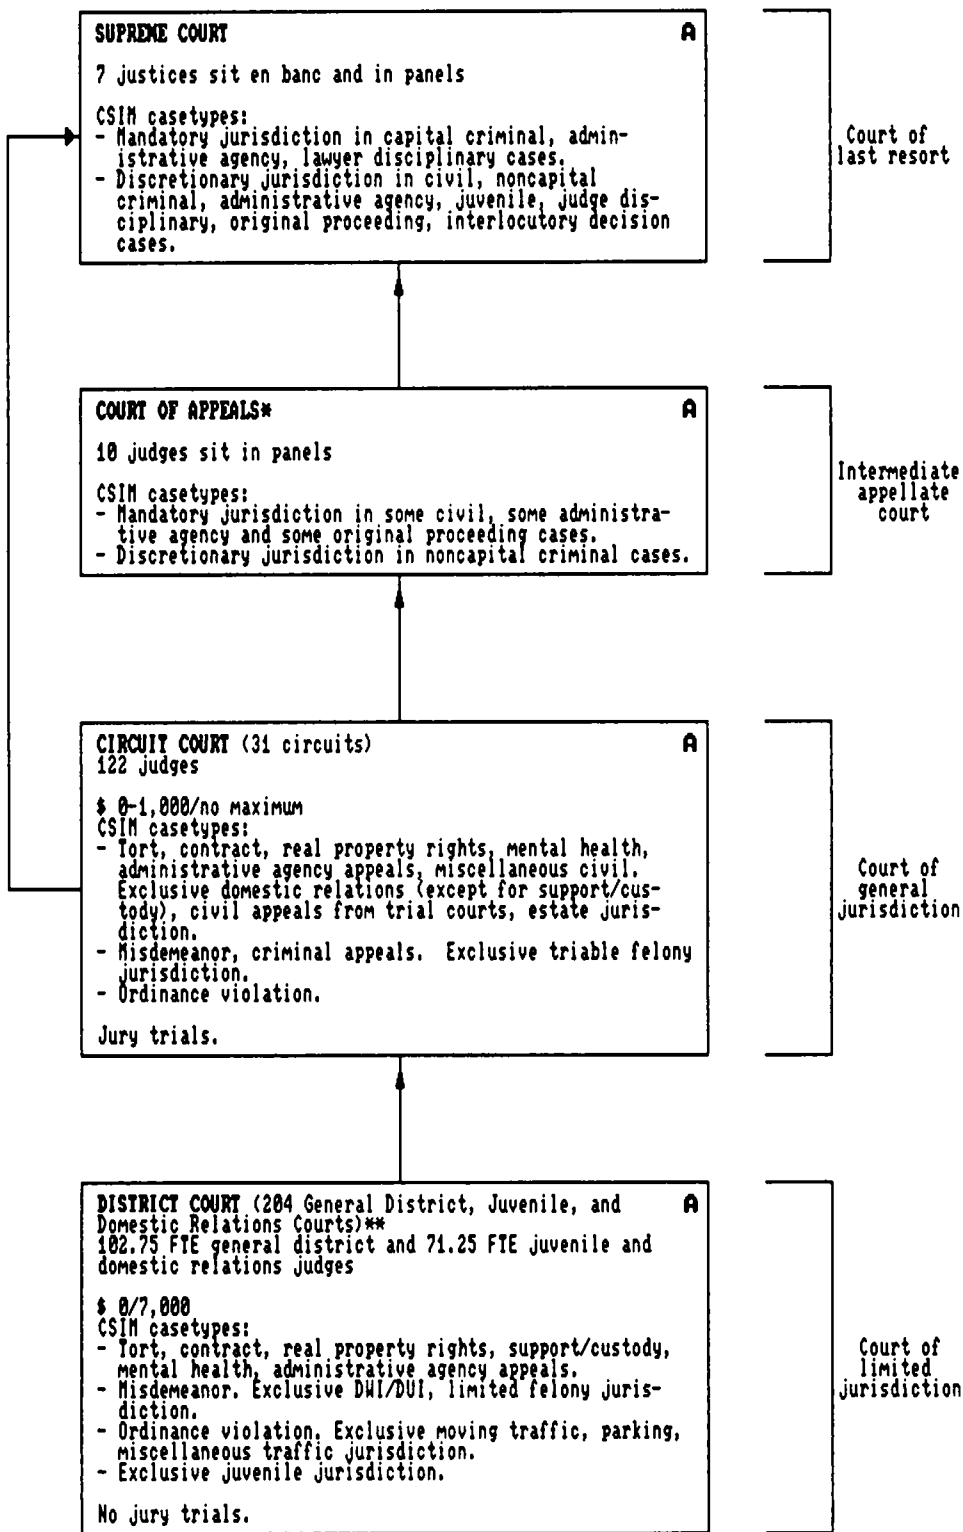 SUPREME COURT A
7 justices sit en banc and in panels
CSIM casetypes:
- Mandatory jurisdiction in capital criminal, admin-
istrative agency, lawyer disciplinary cases.
- Discretionary jurisdiction in civil, noncapital
criminal, administrative agency, juvenile, judge dis-
ciplinary, original proceeding, interlocutory decision
cases.
Court of
last resort
COURT OF APPEALS* A
10 judges sit in panels
CSIM casetypes:
- Mandatory jurisdiction in some civil, some administra-
tive agency and some original proceeding cases.
- Discretionary jurisdiction in noncapital criminal cases.
Intermediate
appellate
court
CIRCUIT COURT (31 circuits) A
122 judges
$ 0-1,000/no maximum
CSIM casetypes:
- Tort, contract, real property rights, mental health,
administrative agency appeals, miscellaneous civil.
Exclusive domestic relations (except for support/cus-
tody), civil appeals from trial courts, estate juris-
diction.
- Misdemeanor, criminal appeals. Exclusive triable felony
jurisdiction.
- Ordinance violation.
Jury trials.
Court of
general
jurisdiction
DISTRICT COURT (204 General District, Juvenile, and A
Domestic Relations Courts)**
102.75 FTE general district and 71.25 FTE juvenile and
domestic relations judges
$ 0/7,000
CSIM casetypes:
- Tort, contract, real property rights, support/custody,
mental health, administrative agency appeals.
- Misdemeanor. Exclusive DWI/DUI, limited felony juris-
diction.
- Ordinance violation. Exclusive moving traffic, parking,
miscellaneous traffic jurisdiction.
- Exclusive juvenile jurisdiction.
No jury trials.
Court of
limited
jurisdiction